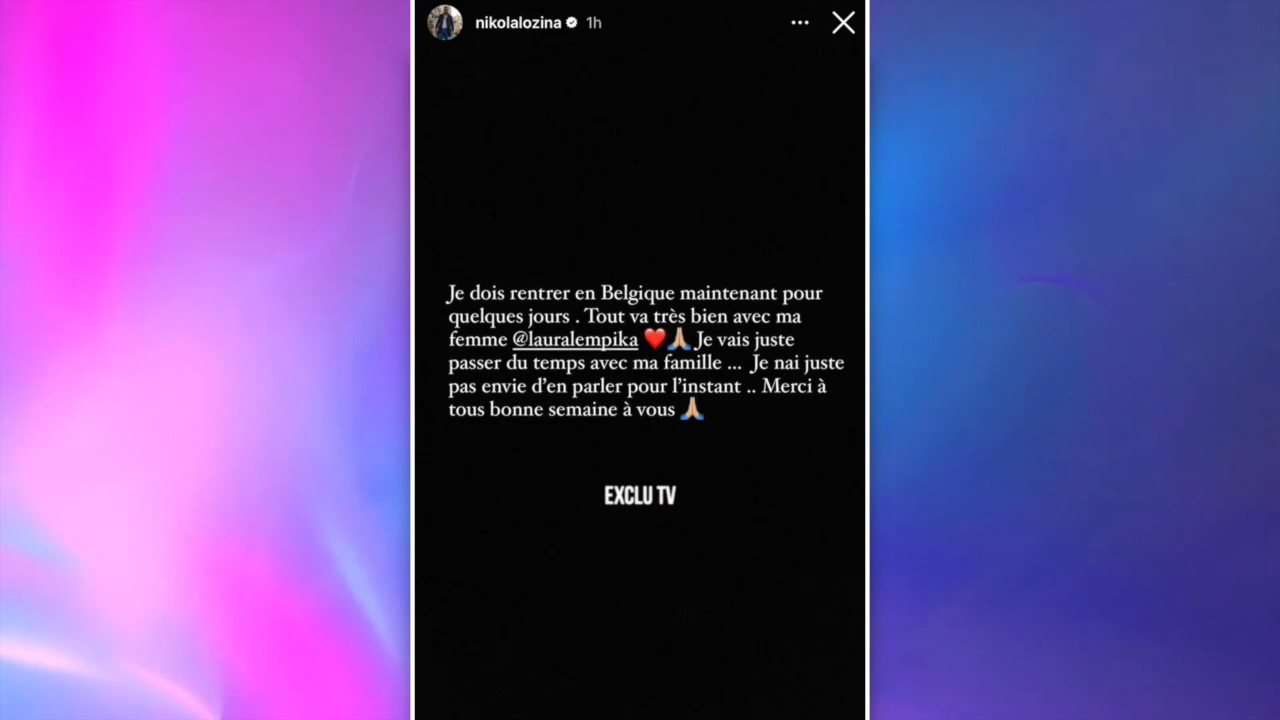 nikolalozina 1h
Je dois rentrer en Belgique maintenant pour
quelques jours . Tout va très bien avec ma
femme @lauralempika ❤️🙏🏼 Je vais juste
passer du temps avec ma famille ... Je nai juste
pas envie d’en parler pour l’instant .. Merci à
tous bonne semaine à vous 🙏🏼
EXCLU TV